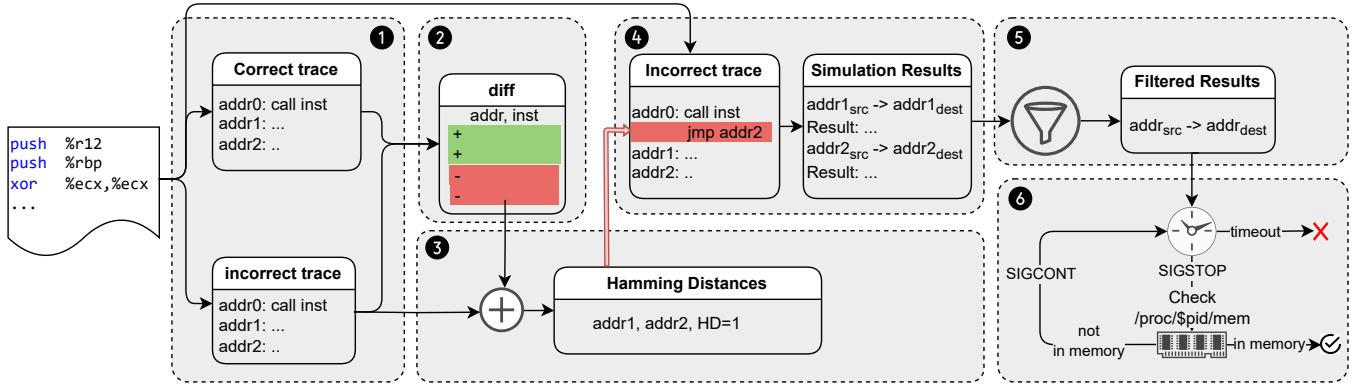 push %r12
push %rbp
xor %ecx,%ecx
...
1
Correct trace
addr0: call inst
addr1: ...
addr2: ..
incorrect trace
addr0: call inst
addr1: ...
addr2: ..
2
diff
addr, inst
+
+
-
-
3
Hamming Distances
addr1, addr2, HD=1
4
Incorrect trace
addr0: call inst
jmp addr2
addr1: ...
addr2: ..
Simulation Results
addr1src -> addr1dest
Result: ...
addr2src -> addr2dest
Result: ...
5
Filtered Results
addrsrc -> addrdest
6
timeout
SIGCONT
SIGSTOP
Check
/proc/$pid/mem
not
in memory
in memory